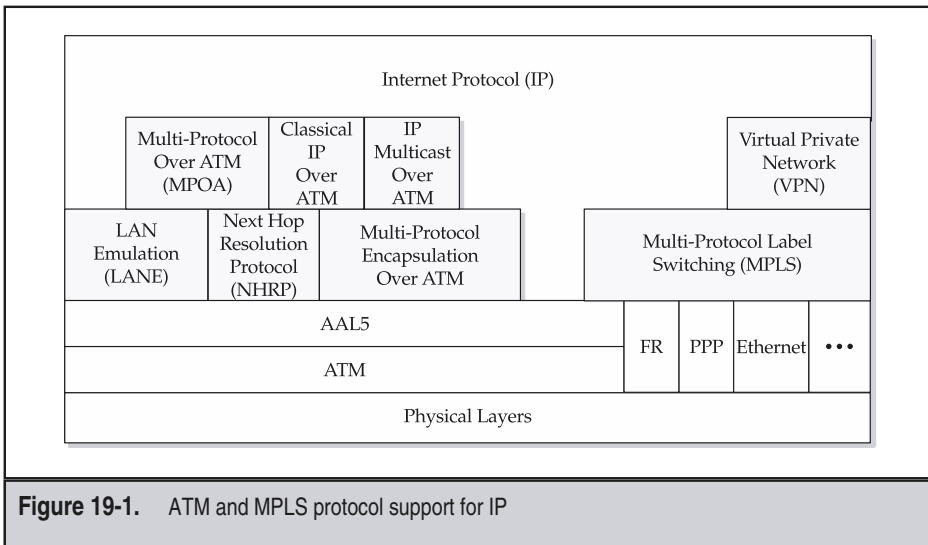 Internet Protocol (IP)
Multi-Protocol
Over ATM
(MPOA)
Classical
IP
Over
ATM
IP
Multicast
Over
ATM
Virtual Private
Network
(VPN)
LAN
Emulation
(LANE)
Next Hop
Resolution
Protocol
(NHRP)
Multi-Protocol
Encapsulation
Over ATM
Multi-Protocol Label
Switching (MPLS)
AAL5
FR
PPP
Ethernet
•••
ATM
Physical Layers
Figure 19-1. ATM and MPLS protocol support for IP